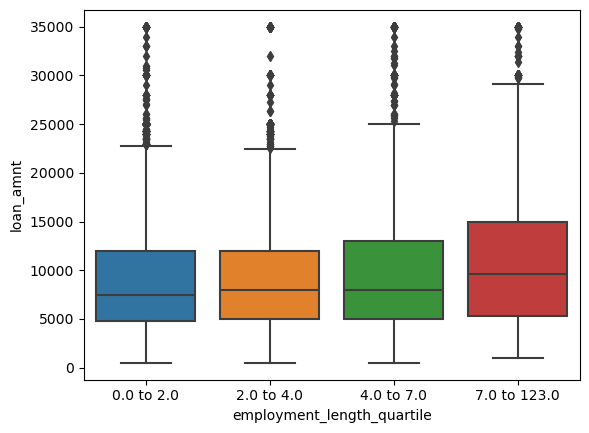 35000
30000
25000
20000
15000
10000
5000
0
loan_amnt
0.0 to 2.0
2.0 to 4.0
4.0 to 7.0
7.0 to 123.0
employment_length_quartile